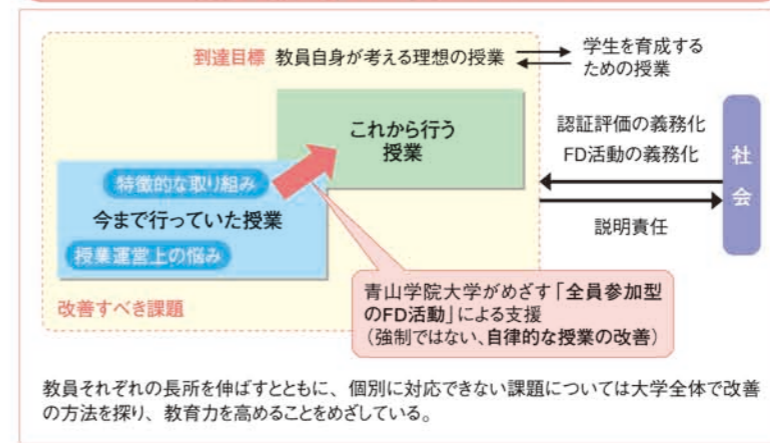 到達目標 教員自身が考える理想の授業
学生を育成する
ための授業
これから行う
授業
認証評価の義務化
FD活動の義務化
社会
説明責任
特徴的な取り組み
今まで行っていた授業
授業運営上の悩み
改善すべき課題
青山学院大学がめざす「全員参加型
のFD活動」による支援
（強制ではない、自律的な授業の改善）
教員それぞれの長所を伸ばすとともに、個別に対応できない課題については大学全体で改善
の方法を探り、教育力を高めることをめざしている。